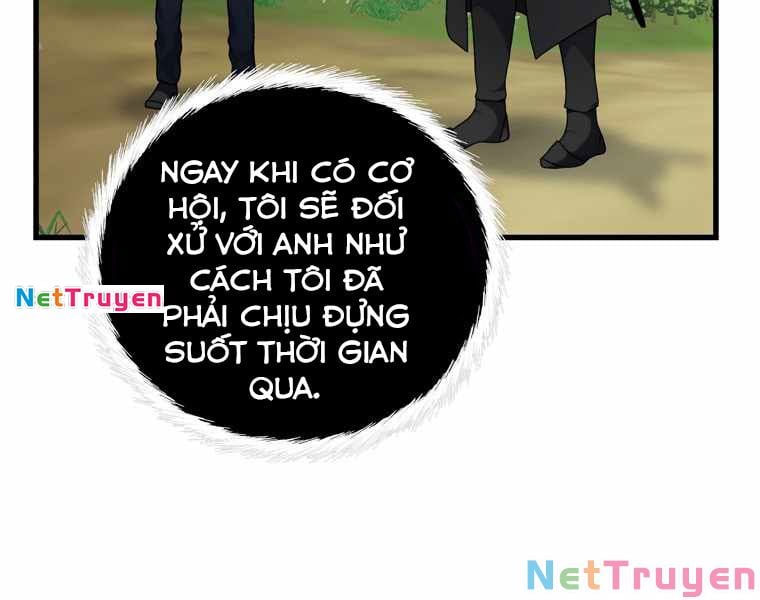 NGAY KHI CÓ CƠ
HỘI, TÔI SẼ ĐỐI
XỬ VỚI ANH NHƯ
CÁCH TÔI ĐÃ
PHẢI CHỊU ĐỰNG
SUỐT THỜI GIAN
QUA.
NetTruyen
NetTruyen